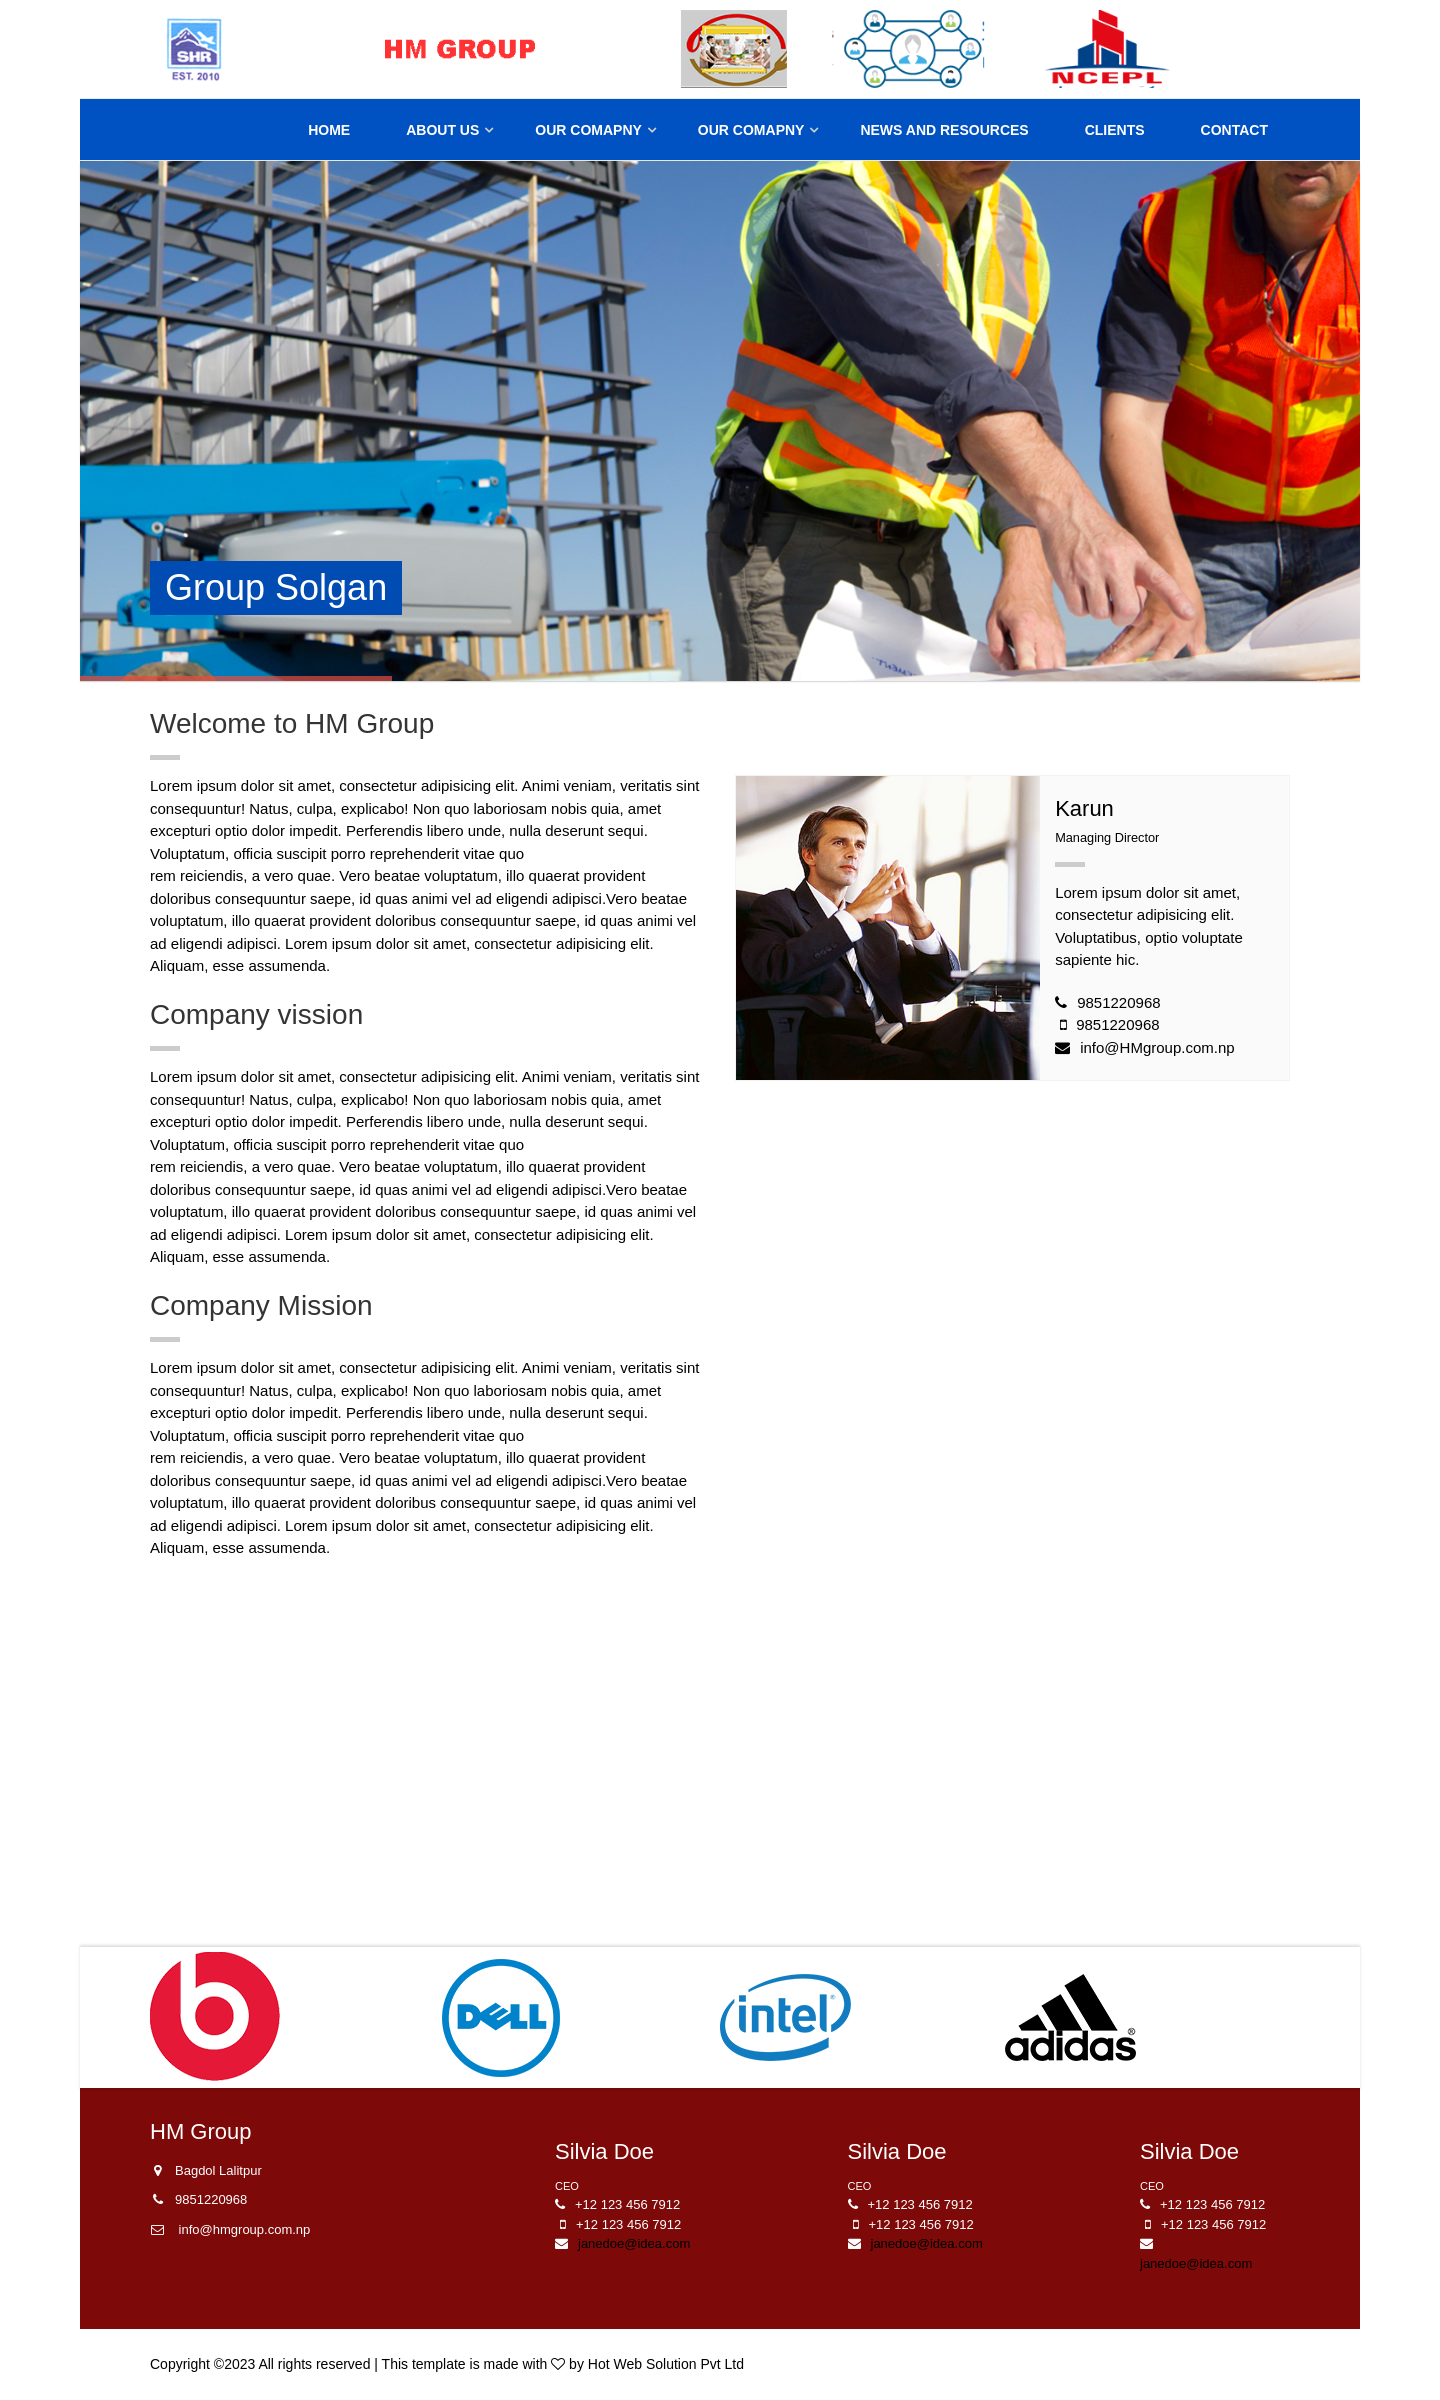 SHR
EST. 2010
HM GROUP
NCEPL
HOME ABOUT US OUR COMAPNY OUR COMAPNY NEWS AND RESOURCES CLIENTS CONTACT
Group Solgan
Welcome to HM Group
Lorem ipsum dolor sit amet, consectetur adipisicing elit. Animi veniam, veritatis sint
consequuntur! Natus, culpa, explicabo! Non quo laboriosam nobis quia, amet
excepturi optio dolor impedit. Perferendis libero unde, nulla deserunt sequi.
Voluptatum, officia suscipit porro reprehenderit vitae quo
rem reiciendis, a vero quae. Vero beatae voluptatum, illo quaerat provident
doloribus consequuntur saepe, id quas animi vel ad eligendi adipisci.Vero beatae
voluptatum, illo quaerat provident doloribus consequuntur saepe, id quas animi vel
ad eligendi adipisci. Lorem ipsum dolor sit amet, consectetur adipisicing elit.
Aliquam, esse assumenda.
Karun
Managing Director
Lorem ipsum dolor sit amet,
consectetur adipisicing elit.
Voluptatibus, optio voluptate
sapiente hic.
9851220968
9851220968
info@HMgroup.com.np
Company vission
Lorem ipsum dolor sit amet, consectetur adipisicing elit. Animi veniam, veritatis sint
consequuntur! Natus, culpa, explicabo! Non quo laboriosam nobis quia, amet
excepturi optio dolor impedit. Perferendis libero unde, nulla deserunt sequi.
Voluptatum, officia suscipit porro reprehenderit vitae quo
rem reiciendis, a vero quae. Vero beatae voluptatum, illo quaerat provident
doloribus consequuntur saepe, id quas animi vel ad eligendi adipisci.Vero beatae
voluptatum, illo quaerat provident doloribus consequuntur saepe, id quas animi vel
ad eligendi adipisci. Lorem ipsum dolor sit amet, consectetur adipisicing elit.
Aliquam, esse assumenda.
Company Mission
Lorem ipsum dolor sit amet, consectetur adipisicing elit. Animi veniam, veritatis sint
consequuntur! Natus, culpa, explicabo! Non quo laboriosam nobis quia, amet
excepturi optio dolor impedit. Perferendis libero unde, nulla deserunt sequi.
Voluptatum, officia suscipit porro reprehenderit vitae quo
rem reiciendis, a vero quae. Vero beatae voluptatum, illo quaerat provident
doloribus consequuntur saepe, id quas animi vel ad eligendi adipisci.Vero beatae
voluptatum, illo quaerat provident doloribus consequuntur saepe, id quas animi vel
ad eligendi adipisci. Lorem ipsum dolor sit amet, consectetur adipisicing elit.
Aliquam, esse assumenda.
b
DELL
intel®
adidas®
HM Group
Bagdol Lalitpur
9851220968
info@hmgroup.com.np
Silvia Doe
CEO
+12 123 456 7912
+12 123 456 7912
janedoe@idea.com
Silvia Doe
CEO
+12 123 456 7912
+12 123 456 7912
janedoe@idea.com
Silvia Doe
CEO
+12 123 456 7912
+12 123 456 7912
janedoe@idea.com
Copyright ©2023 All rights reserved | This template is made with ♡ by Hot Web Solution Pvt Ltd